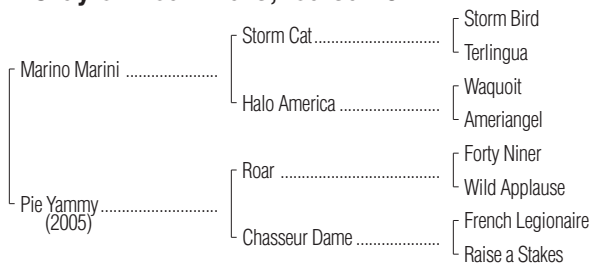 Storm Bird
Storm Cat
Terlingua
Marino Marini
Waquoit
Halo America
Ameriangel
Forty Niner
Roar
Wild Applause
Pie Yammy
(2005)
French Legionaire
Chasseur Dame
Raise a Stakes